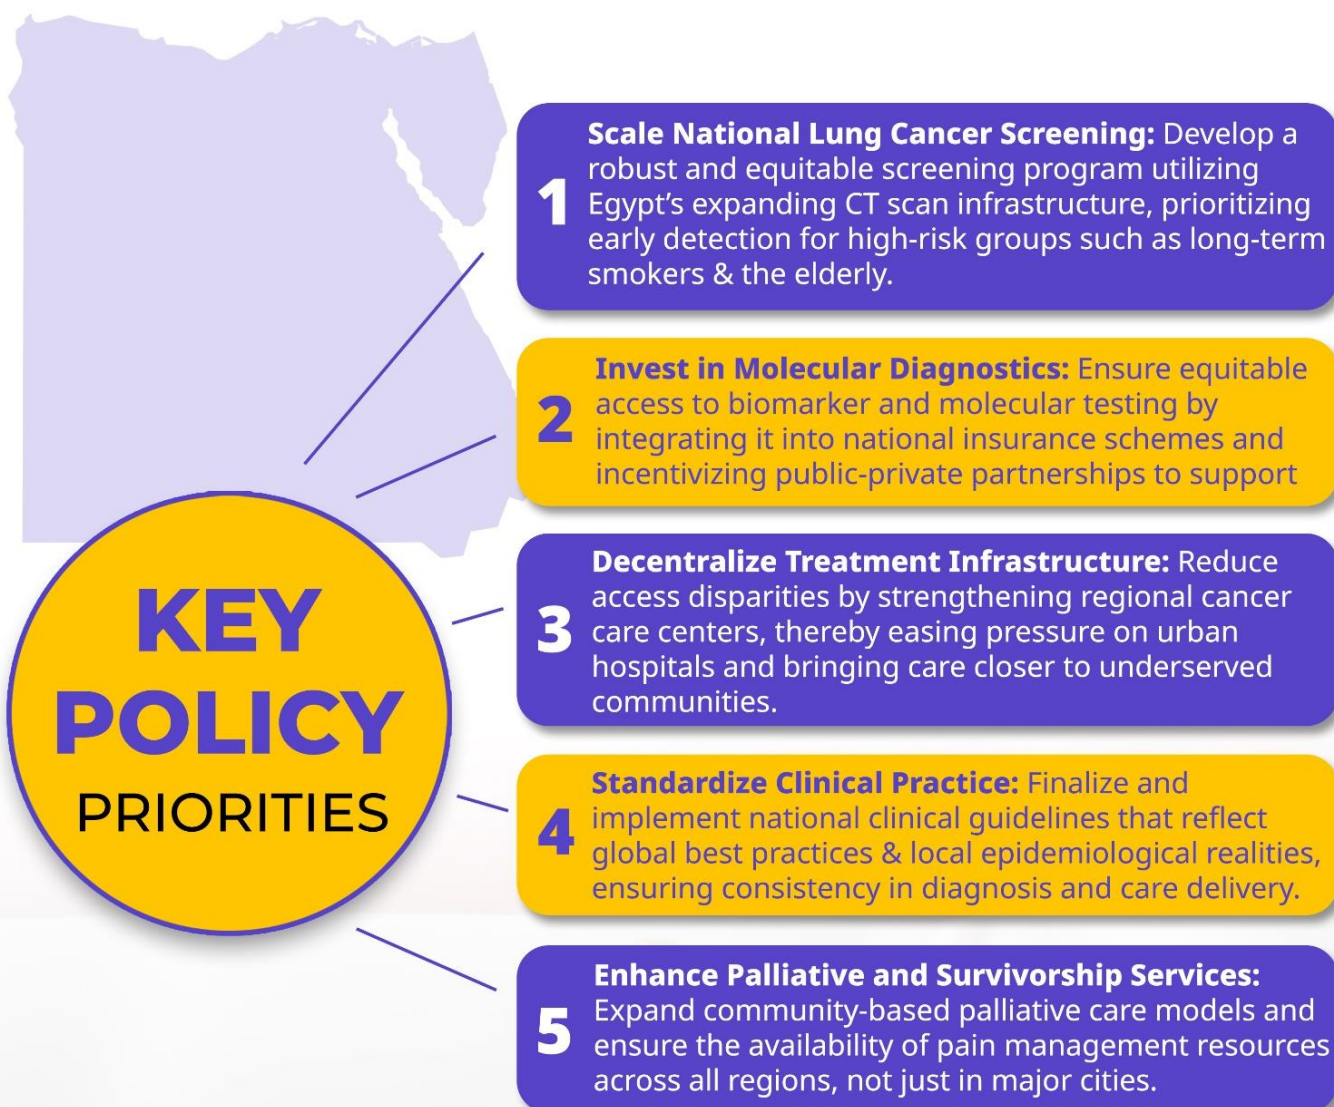 KEY
POLICY
PRIORITIES
1
Scale National Lung Cancer Screening: Develop a
robust and equitable screening program utilizing
Egypt’s expanding CT scan infrastructure, prioritizing
early detection for high-risk groups such as long-term
smokers & the elderly.
2
Invest in Molecular Diagnostics: Ensure equitable
access to biomarker and molecular testing by
integrating it into national insurance schemes and
incentivizing public-private partnerships to support
3
Decentralize Treatment Infrastructure: Reduce
access disparities by strengthening regional cancer
care centers, thereby easing pressure on urban
hospitals and bringing care closer to underserved
communities.
4
Standardize Clinical Practice: Finalize and
implement national clinical guidelines that reflect
global best practices & local epidemiological realities,
ensuring consistency in diagnosis and care delivery.
5
Enhance Palliative and Survivorship Services:
Expand community-based palliative care models and
ensure the availability of pain management resources
across all regions, not just in major cities.